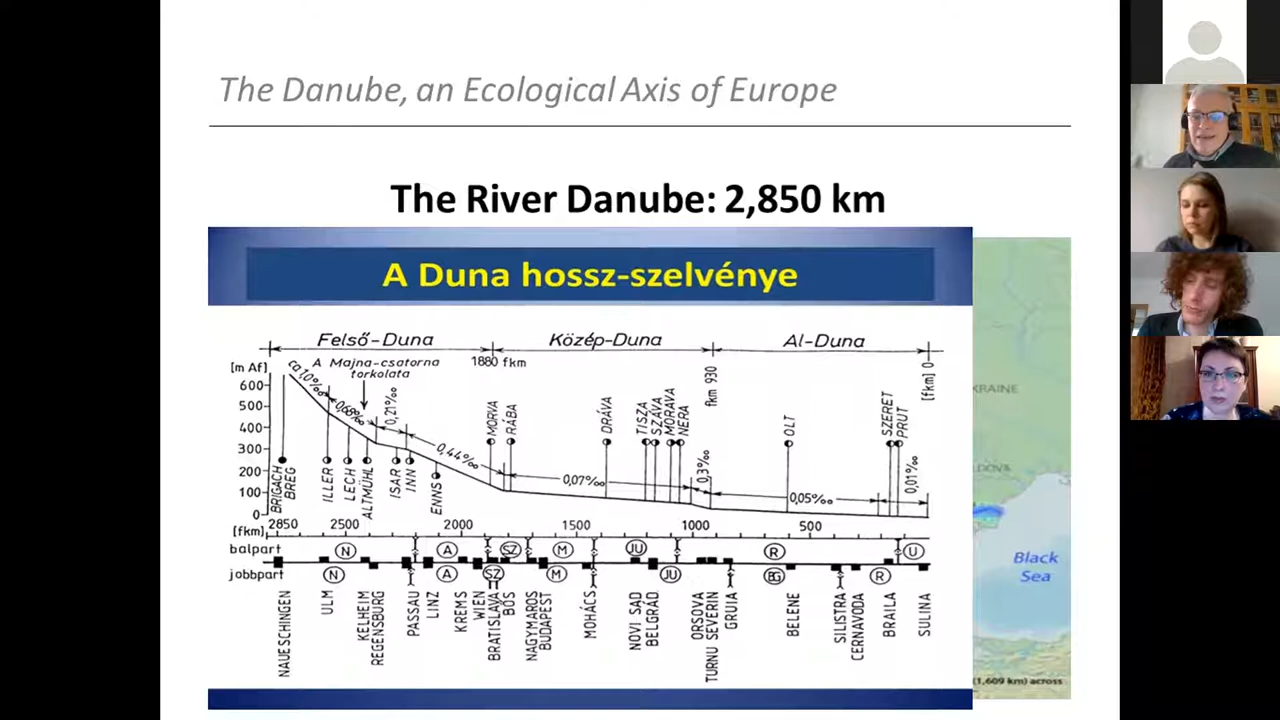 The Danube, an Ecological Axis of Europe
The River Danube: 2,850 km
A Duna hossz-szelvénye
Felső-Duna
Közép-Duna
Al-Duna
1880 fkm
fkm 930
[fkm] 0
A Majna-csatorna
torkolata
[m Af]
600
500
400
300
200
100
0
ca 1,0‰
0,68‰
0,21‰
0,44‰
0,07‰
0,3‰
0,05‰
0,01‰
BRIGACH
BREG
ILLER
LECH
ALTMÜHL
ISAR
INN
ENNS
MORVA
RÁBA
DRÁVA
TISZA
SZÁVA
MORAVA
NERA
OLT
SZERET
PRUT
[fkm] 2850 2500 2000 1500 1000 500
balpart N A SZ M JU R U
jobbpart N A SZ M JU BG R
NAUESCHINGEN
ULM
KELHEIM
REGENSBURG
PASSAU
LINZ
KREMS
WIEN
BRATISLAVA
BŐS
NAGYMAROS
BUDAPEST
MOHÁCS
NOVI SAD
BELGRÁD
ORSOVA
TURNU SEVERIN
GRUIA
BELENE
SILISTRA
CERNAVODA
BRAILA
SULINA
KRAINE
DOVA
Black
Sea
(1,609 km) across